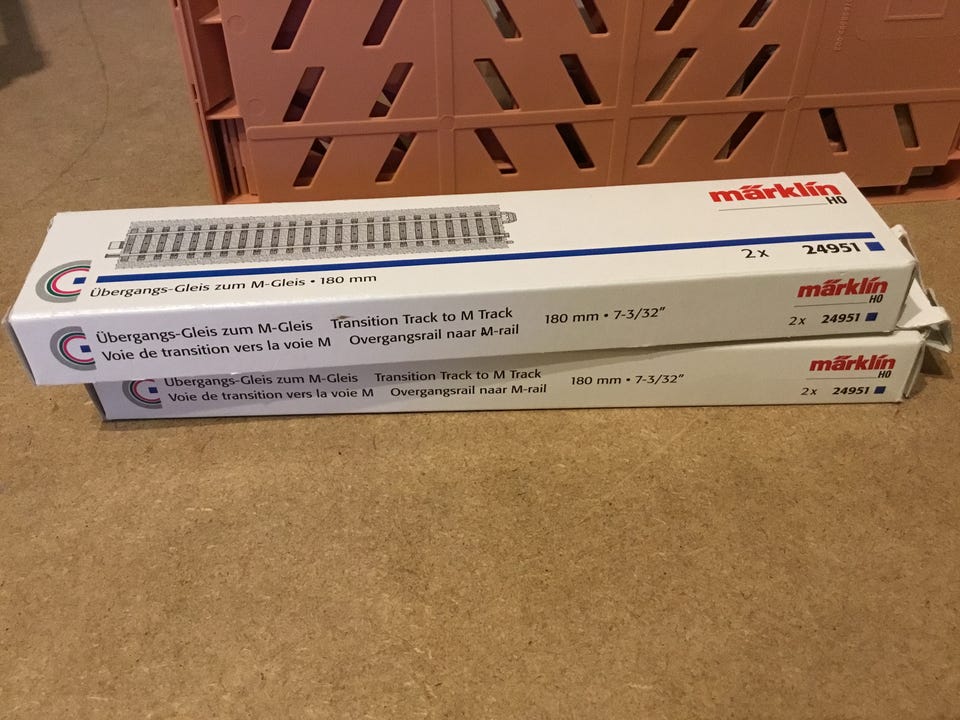 märklin
H0
2x 24951
Übergangs-Gleis zum M-Gleis • 180 mm
märklin
H0
Übergangs-Gleis zum M-Gleis Transition Track to M Track 180 mm • 7-3/32"
Voie de transition vers la voie M Overgangsrail naar M-rail
2x 24951
märklin
H0
Übergangs-Gleis zum M-Gleis Transition Track to M Track 180 mm • 7-3/32"
Voie de transition vers la voie M Overgangsrail naar M-rail
2x 24951